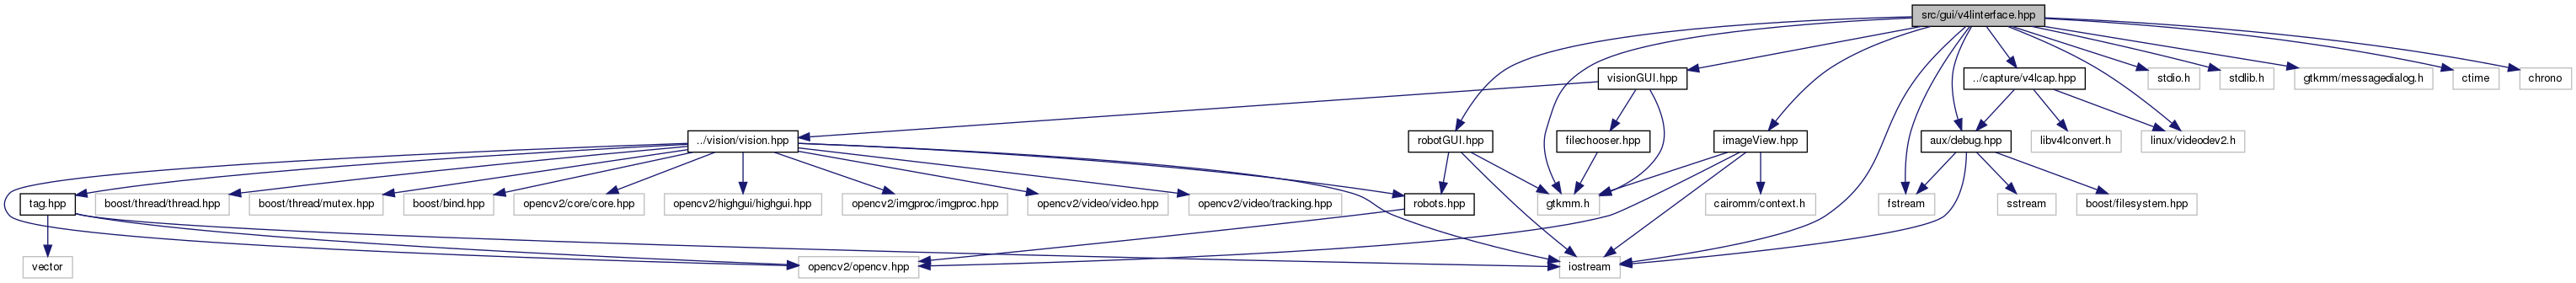 src/gui/v4linterface.hpp
visionGUI.hpp
../capture/v4lcap.hpp
stdio.h
stdlib.h
gtkmm/messagedialog.h
ctime
chrono
../vision/vision.hpp
robotGUI.hpp
filechooser.hpp
imageView.hpp
aux/debug.hpp
libv4lconvert.h
linux/videodev2.h
tag.hpp
boost/thread/thread.hpp
boost/thread/mutex.hpp
boost/bind.hpp
opencv2/core/core.hpp
opencv2/highgui/highgui.hpp
opencv2/imgproc/imgproc.hpp
opencv2/video/video.hpp
opencv2/video/tracking.hpp
robots.hpp
gtkmm.h
cairomm/context.h
fstream
sstream
boost/filesystem.hpp
vector
opencv2/opencv.hpp
iostream